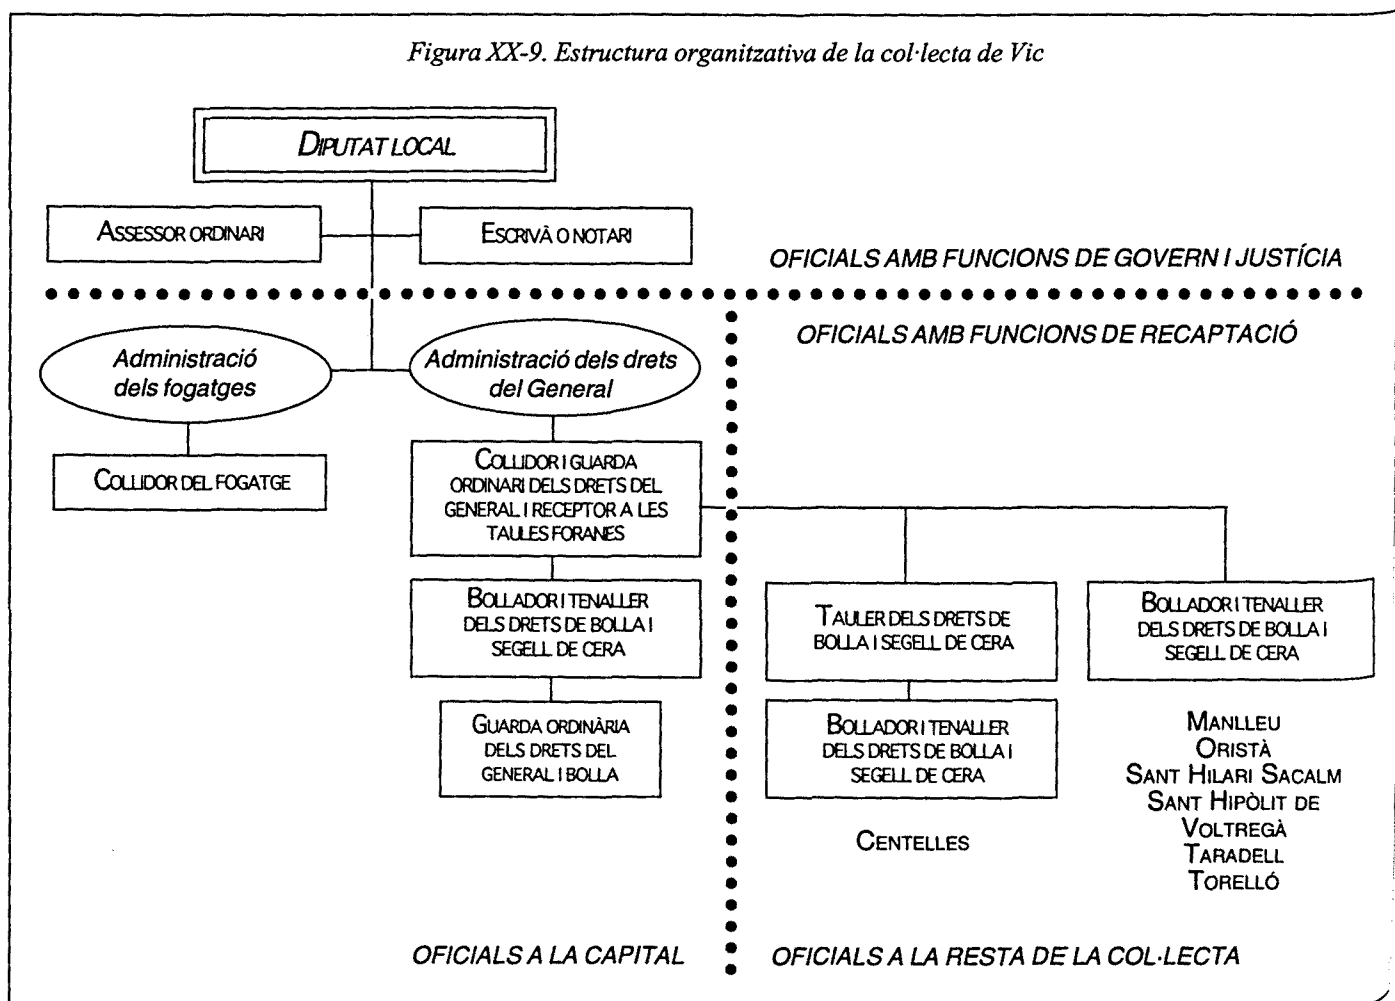 Figura XX-9. Estructura organitzativa de la col·lecta de Vic
DIPUTAT LOCAL
ASSESSOR ORDINARI
ESCRIVÀ O NOTARI
OFICIALS AMB FUNCIONS DE GOVERN I JUSTÍCIA
OFICIALS AMB FUNCIONS DE RECAPTACIÓ
Administració
dels fogatges
Administració dels drets
del General
COLLIDOR DEL FOGATGE
COLLIDOR I GUARDA
ORDINARI DELS DRETS DEL
GENERAL I RECEPTOR A LES
TAULES FORANES
BOLLADOR I TENALLER
DELS DRETS DE BOLLA I
SEGELL DE CERA
GUARDA ORDINÀRIA
DELS DRETS DEL
GENERAL I BOLLA
TAULER DELS DRETS DE
BOLLA I SEGELL DE CERA
BOLLADOR I TENALLER
DELS DRETS DE BOLLA I
SEGELL DE CERA
CENTELLES
BOLLADOR I TENALLER
DELS DRETS DE BOLLA I
SEGELL DE CERA
MANLLEU
ORISTÀ
SANT HILARI SACALM
SANT HIPÒLIT DE
VOLTREGÀ
TARADELL
TORELLÓ
OFICIALS A LA CAPITAL
OFICIALS A LA RESTA DE LA COL·LECTA